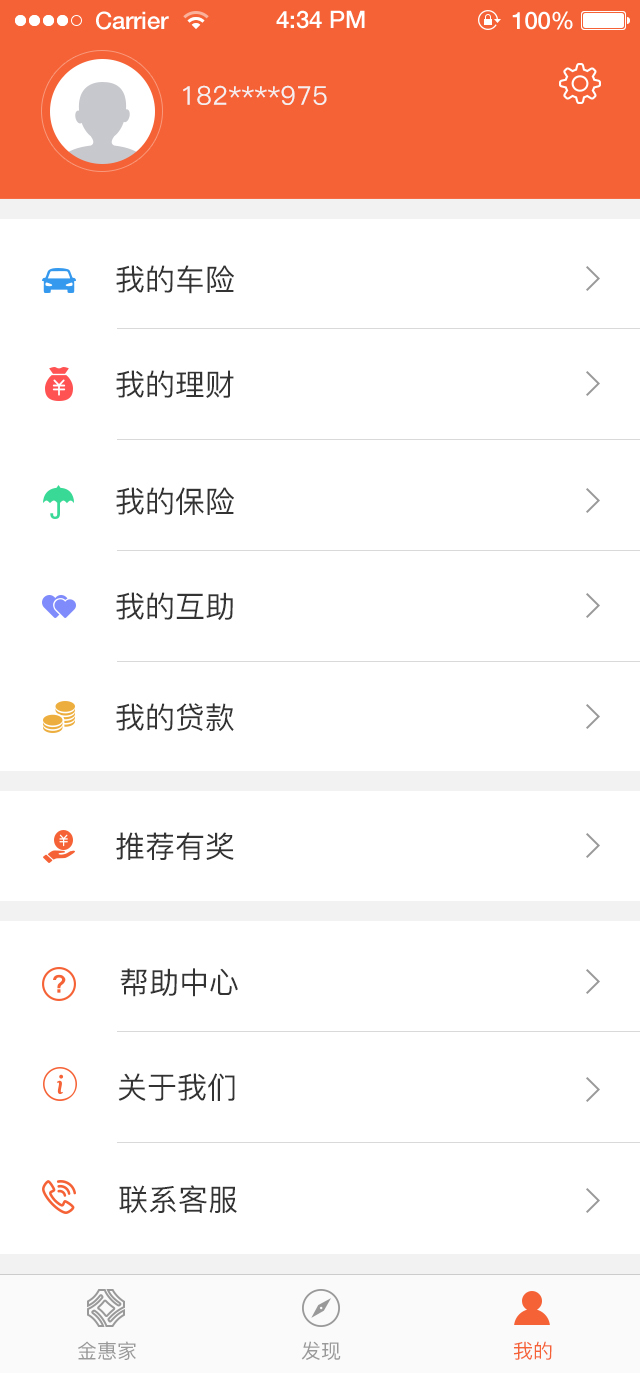 Carrier 4:34 PM 100%
182****975
我的车险
我的理财
我的保险
我的互助
我的贷款
推荐有奖
帮助中心
关于我们
联系客服
金惠家 发现 我的